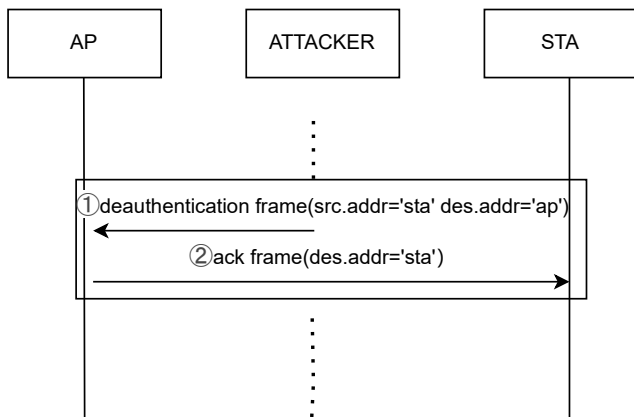 AP
ATTACKER
STA
①deauthentication frame(src.addr='sta' des.addr='ap')
②ack frame(des.addr='sta')